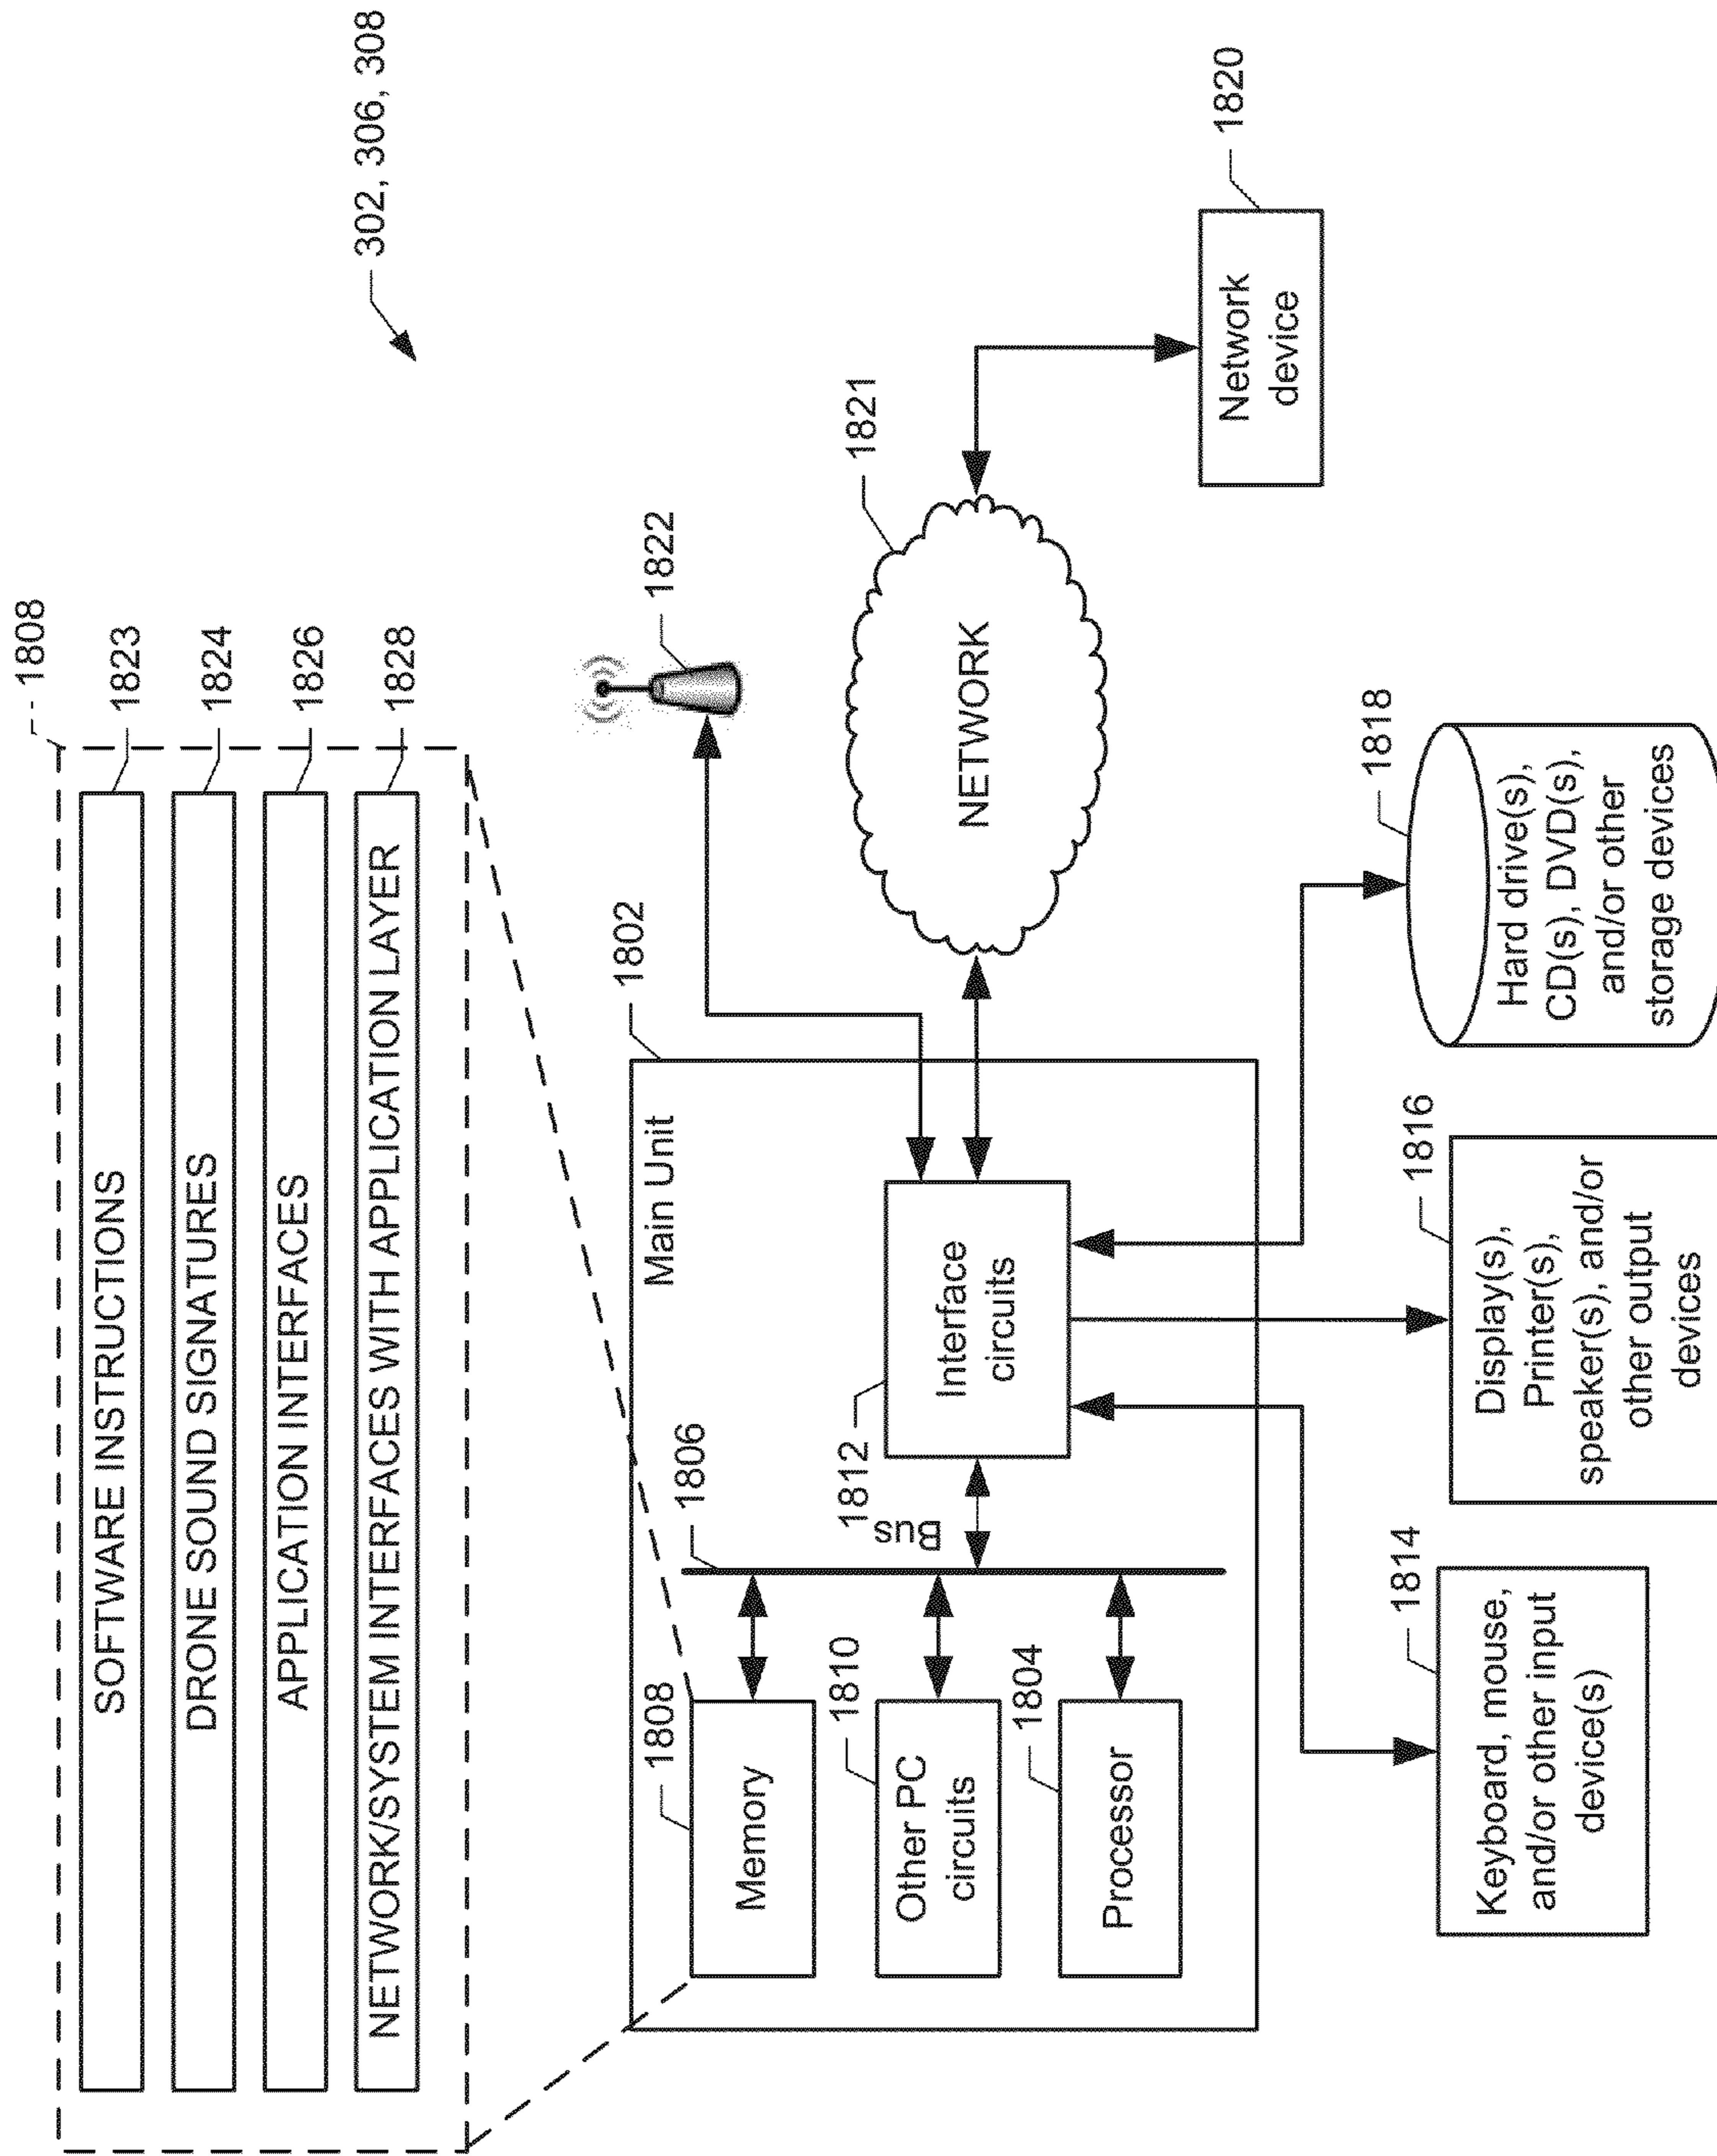 1808
SOFTWARE INSTRUCTIONS
1823
DRONE SOUND SIGNATURES
1824
APPLICATION INTERFACES
1826
NETWORK/SYSTEM INTERFACES WITH APPLICATION LAYER
1828
302, 306, 308
1802
Main Unit
1822
1808
Memory
1806
Bus
1810
Other PC
circuits
1804
Processor
1812
Interface
circuits
1821
NETWORK
1820
Network
device
1814
Keyboard, mouse,
and/or other input
device(s)
1816
Display(s),
Printer(s),
speaker(s), and/or
other output
devices
1818
Hard drive(s),
CD(s), DVD(s),
and/or other
storage devices